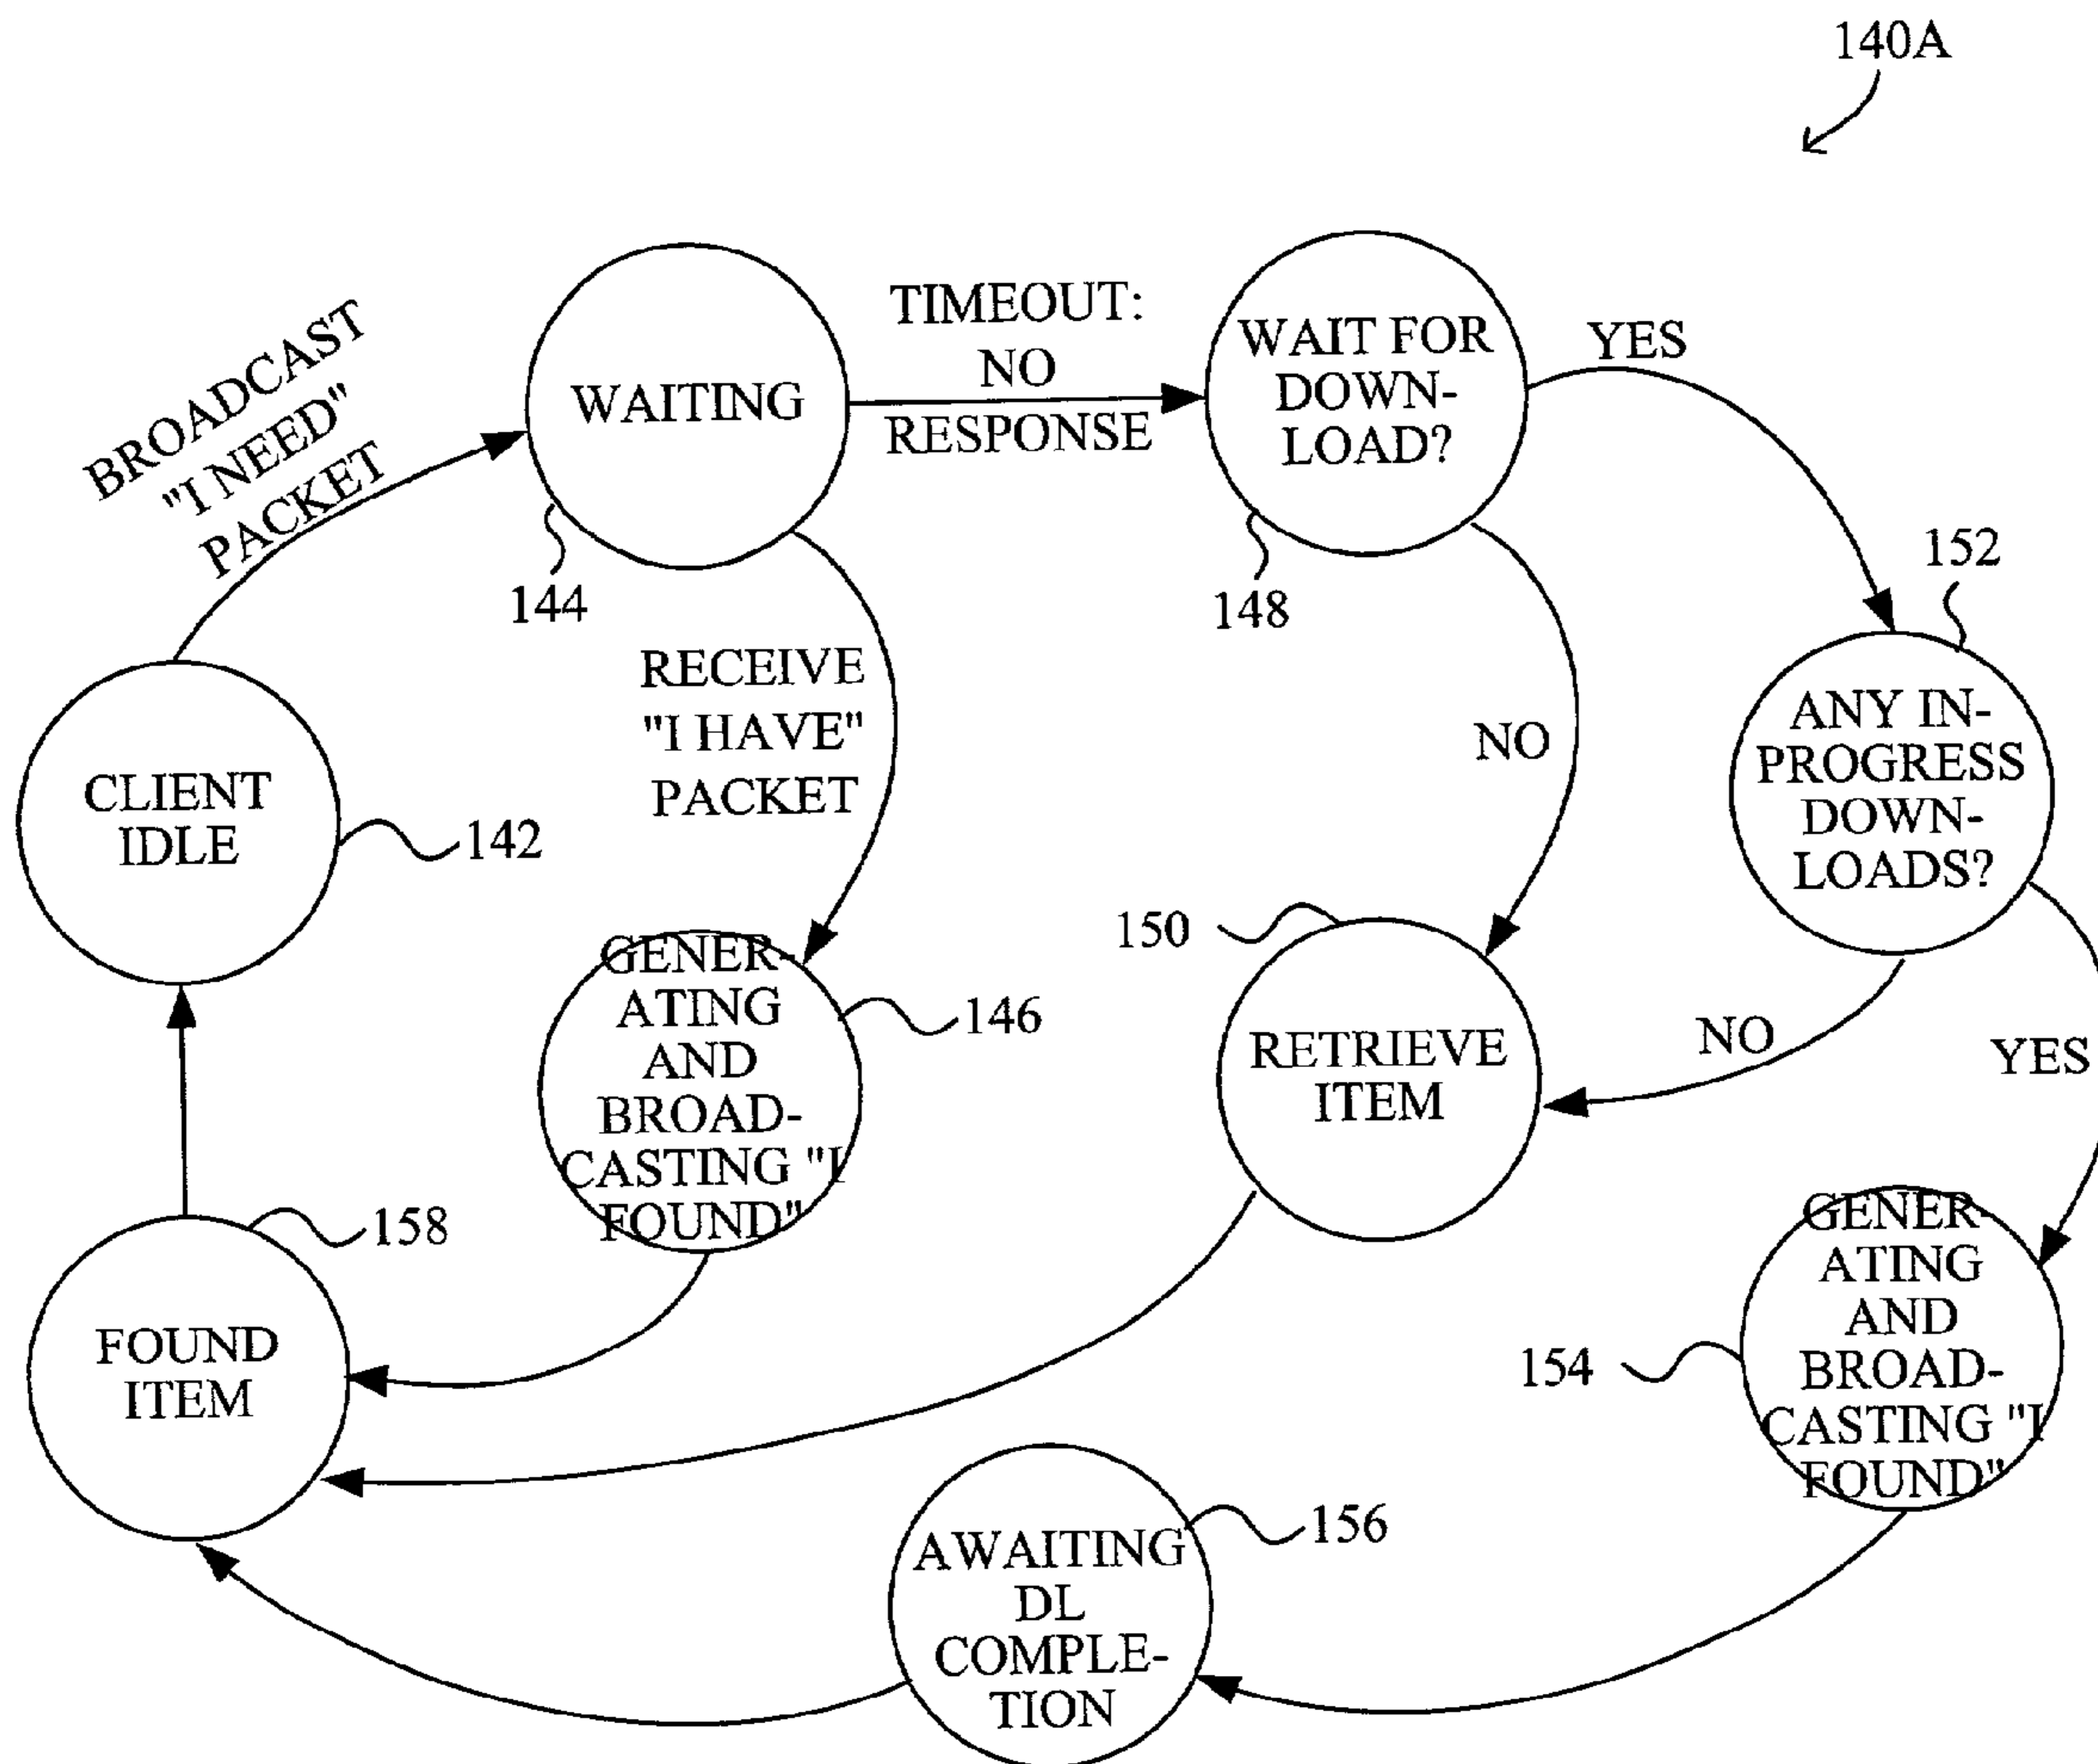 140A
BROADCAST
"I NEED"
PACKET
WAITING
144
TIMEOUT:
NO
RESPONSE
WAIT FOR
DOWN-
LOAD?
148
YES
152
ANY IN-
PROGRESS
DOWN-
LOADS?
RECEIVE
"I HAVE"
PACKET
NO
CLIENT
IDLE
142
150
GENER-
ATING
AND
BROAD-
CASTING "I
FOUND"
146
RETRIEVE
ITEM
NO
YES
158
FOUND
ITEM
GENER-
ATING
AND
BROAD-
CASTING "I
FOUND"
154
156
AWAITING
DL
COMPLE-
TION